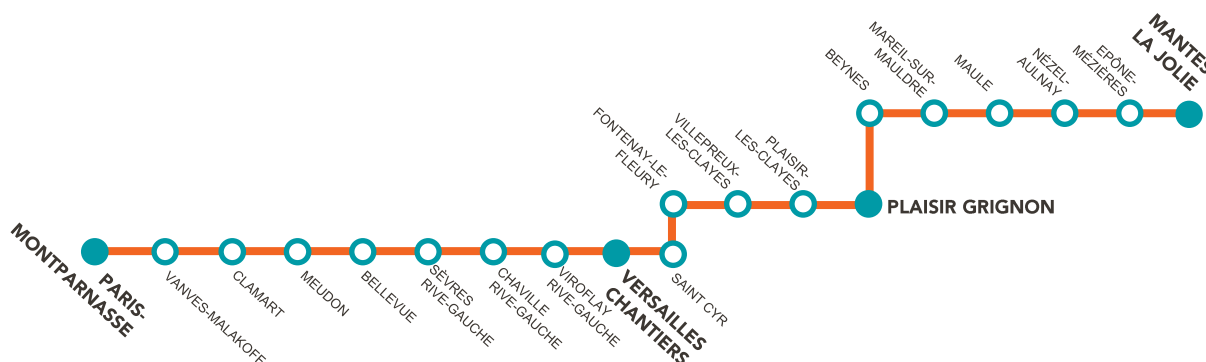 PARIS-
MONTPARNASSE
VANVES-MALAKOFF
CLAMART
MEUDON
BELLEVUE
SÈVRES
RIVE-GAUCHE
CHAVILLE
RIVE-GAUCHE
VIROFLAY
RIVE-GAUCHE
VERSAILLES
CHANTIERS
SAINT CYR
FONTENAY-LE-
FLEURY
VILLEPREUX-
LES-CLAYES
PLAISIR-
LES-CLAYES
PLAISIR GRIGNON
BEYNES
MAREIL-SUR-
MAULDRE
MAULE
NÉZEL-
AULNAY
EPÔNE-
MÉZIÈRES
MANTES
LA JOLIE